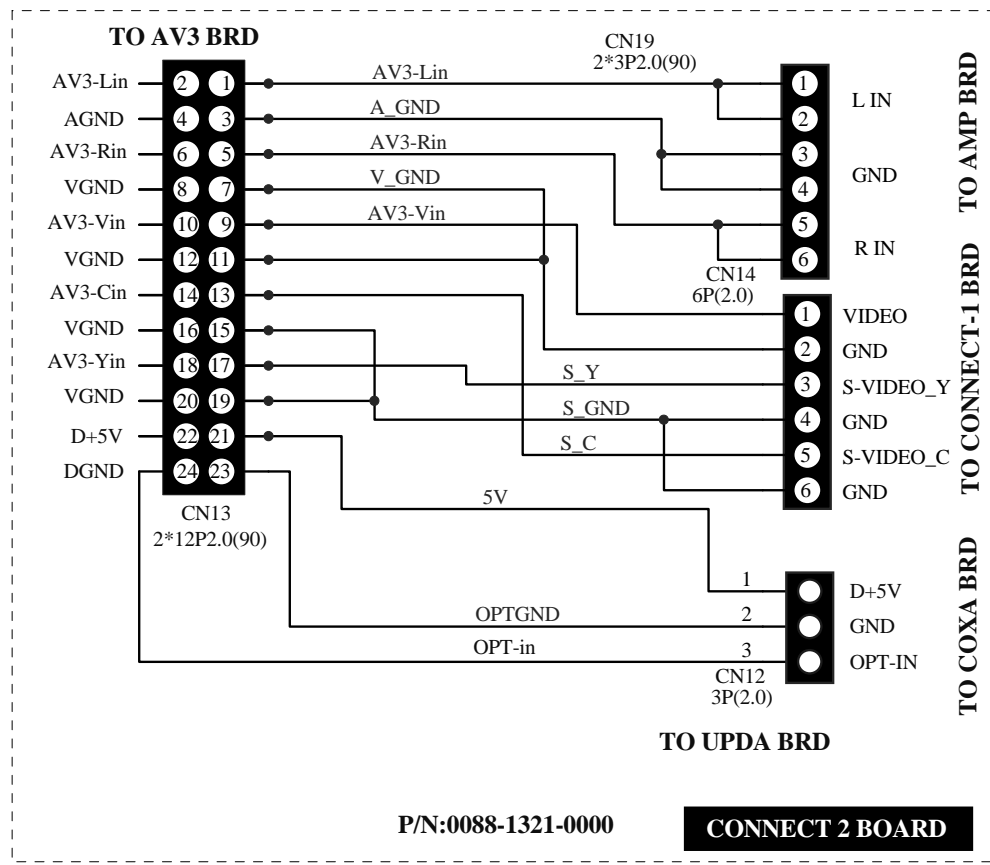 TO AV3 BRD
CN19
2*3P2.0(90)
AV3-Lin 2 1 AV3-Lin 1
L IN
AGND 4 3 A_GND 2
AV3-Rin 6 5 AV3-Rin 3
GND
VGND 8 7 V_GND 4
AV3-Vin 10 9 AV3-Vin 5
R IN
VGND 12 11 6
TO AMP BRD
CN14
6P(2.0)
AV3-Cin 14 13 1 VIDEO
VGND 16 15 2 GND
AV3-Yin 18 17 S_Y 3 S-VIDEO_Y
VGND 20 19 S_GND 4 GND
D+5V 22 21 S_C 5 S-VIDEO_C
DGND 24 23 5V 6 GND
TO CONNECT-1 BRD
CN13
2*12P2.0(90)
1 D+5V
OPTGND 2 GND
OPT-in 3 OPT-IN
TO COXA BRD
CN12
3P(2.0)
TO UPDA BRD
P/N:0088-1321-0000
CONNECT 2 BOARD